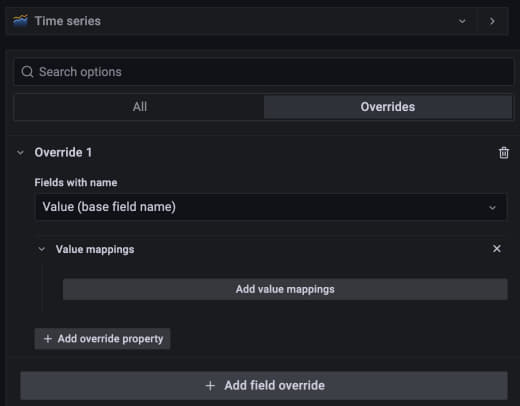 Time series
Search options
All Overrides
Override 1
Fields with name
Value (base field name)
Value mappings
Add value mappings
+ Add override property
+ Add field override